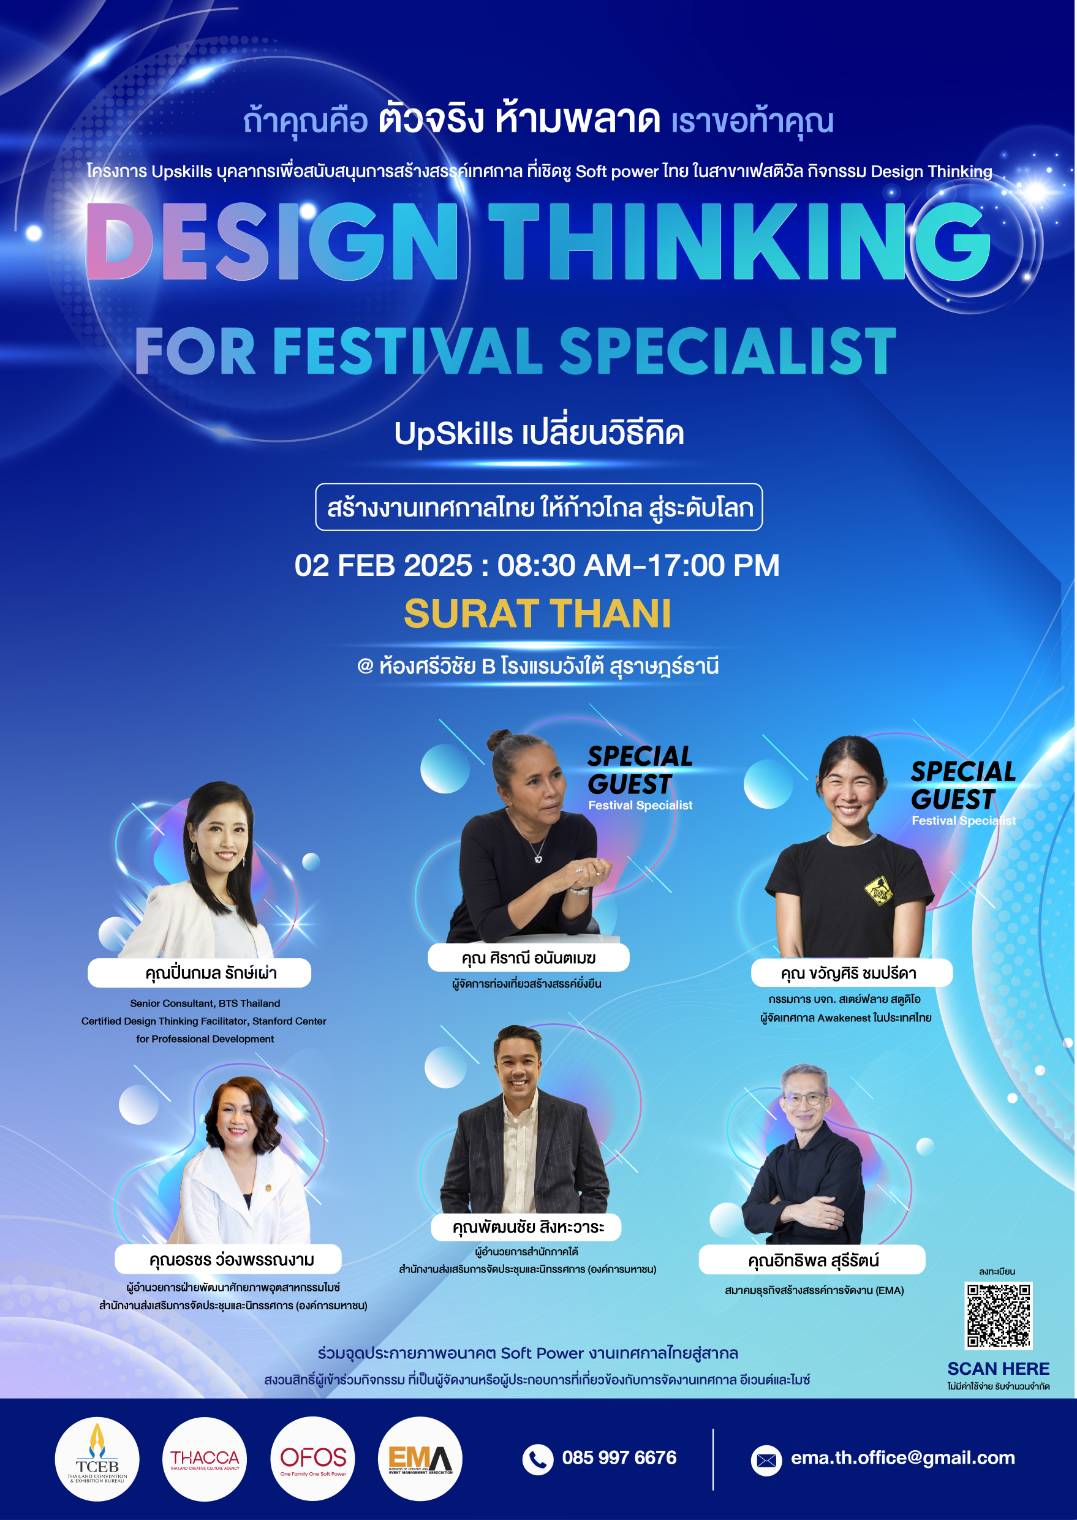 ถ้าคุณคือ ตัวจริง ห้ามพลาด เราขอท้าคุณ
โครงการ Upskills บุคลากรเพื่อสนับสนุนการสร้างสรรค์เทศกาล ที่เชิดชู Soft power ไทย ในสาขาเฟสติวัล กิจกรรม Design Thinking
DESIGN THINKING
FOR FESTIVAL SPECIALIST
UpSkills เปลี่ยนวิธีคิด
สร้างงานเทศกาลไทย ให้ก้าวไกล สู่ระดับโลก
02 FEB 2025 : 08:30 AM-17:00 PM
SURAT THANI
@ ห้องศรีวิชัย B โรงแรมวังใต้ สุราษฎร์ธานี
คุณปิ่นกมล รักษ์เผ่า
Senior Consultant, BTS Thailand
Certified Design Thinking Facilitator, Stanford Center
for Professional Development
SPECIAL
GUEST
Festival Specialist
คุณ ศิราณี อนันตเมฆ
ผู้จัดการท่องเที่ยวสร้างสรรค์ยั่งยืน
SPECIAL
GUEST
Festival Specialist
คุณ ขวัญศิริ ชมปรีดา
กรรมการ บจก. สเตย์ฟลาย สตูดิโอ
ผู้จัดเทศกาล Awakenest ในประเทศไทย
คุณอรชร ว่องพรรณงาม
ผู้อำนวยการฝ่ายพัฒนาศักยภาพอุตสาหกรรมไมซ์
สำนักงานส่งเสริมการจัดประชุมและนิทรรศการ (องค์การมหาชน)
คุณพัฒนชัย สิงหะวาระ
ผู้อำนวยการสำนักภาคใต้
สำนักงานส่งเสริมการจัดประชุมและนิทรรศการ (องค์การมหาชน)
คุณอิทธิพล สุรีรัตน์
สมาคมธุรกิจสร้างสรรค์การจัดงาน (EMA)
ลงทะเบียน
SCAN HERE
ไม่มีค่าใช้จ่าย รับจำนวนจำกัด
ร่วมจุดประกายภาพอนาคต Soft Power งานเทศกาลไทยสู่สากล
สงวนสิทธิ์ผู้เข้าร่วมกิจกรรม ที่เป็นผู้จัดงานหรือผู้ประกอบการที่เกี่ยวข้องกับการจัดงานเทศกาล อีเวนต์และไมซ์
TCEB
THAILAND CONVENTION
& EXHIBITION BUREAU
THACCA
THAILAND CREATIVE CULTURE AGENCY
OFOS
One Family One Soft Power
EMA
EVENT MANAGEMENT ASSOCIATION
085 997 6676
ema.th.office@gmail.com